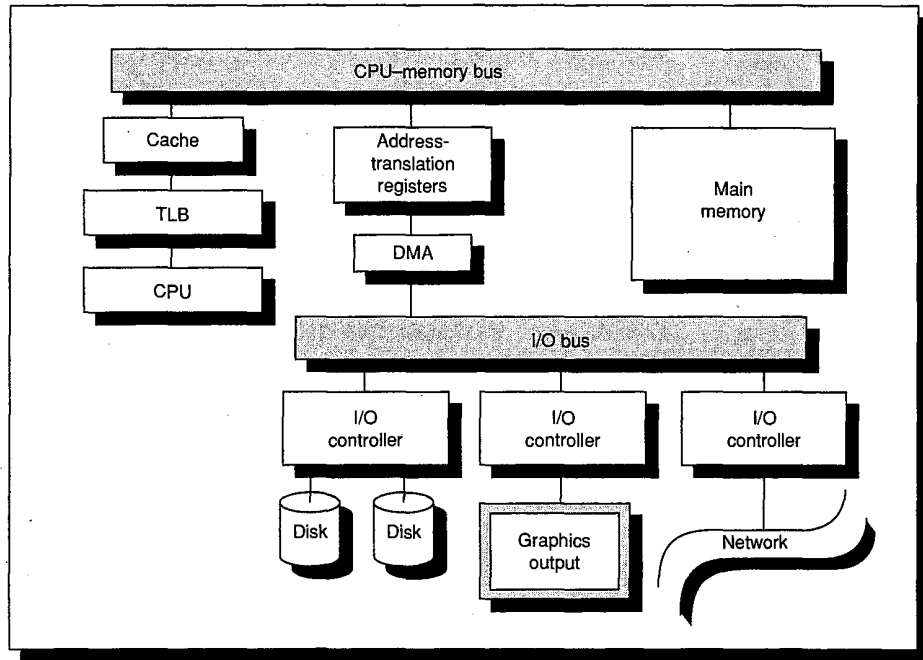 CPU–memory bus
Cache
Address-
translation
registers
Main
memory
TLB
DMA
CPU
I/O bus
I/O
controller
I/O
controller
I/O
controller
Disk
Disk
Graphics
output
Network